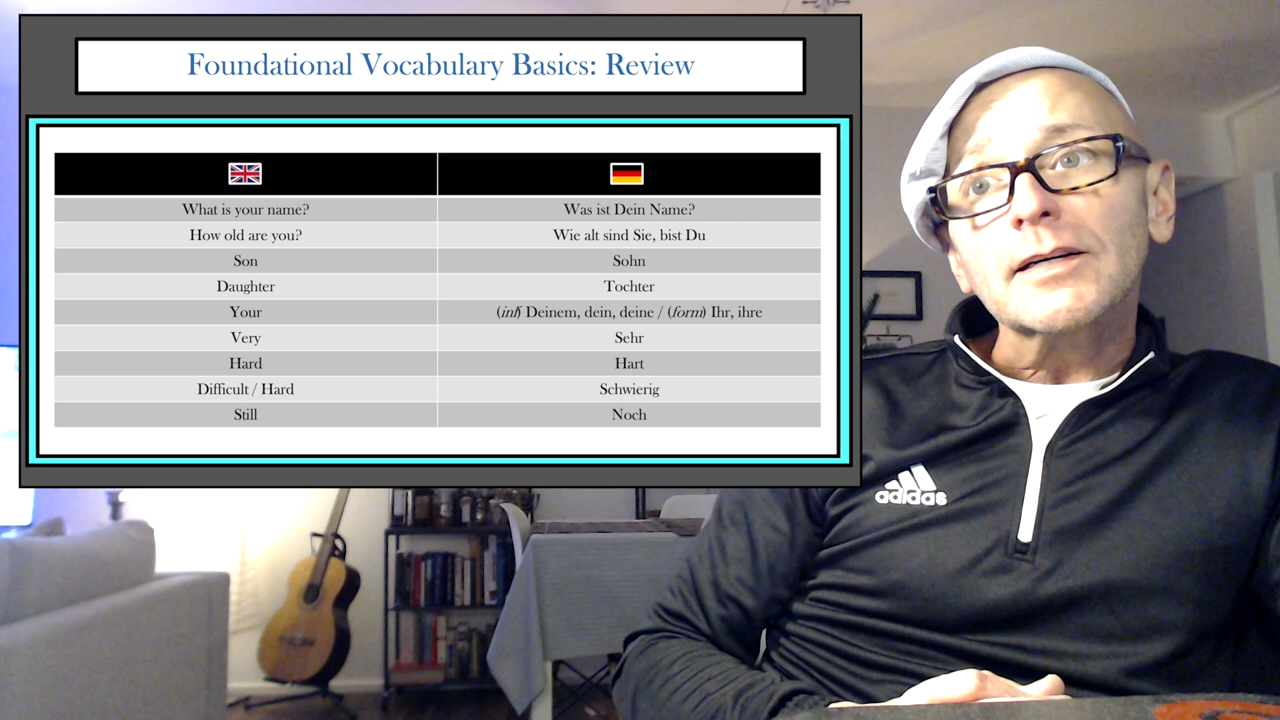 Foundational Vocabulary Basics: Review
What is your name? Was ist Dein Name?
How old are you? Wie alt sind Sie, bist Du
Son Sohn
Daughter Tochter
Your (inf) Deinem, dein, deine / (form) Ihr, ihre
Very Sehr
Hard Hart
Difficult / Hard Schwierig
Still Noch
adidas